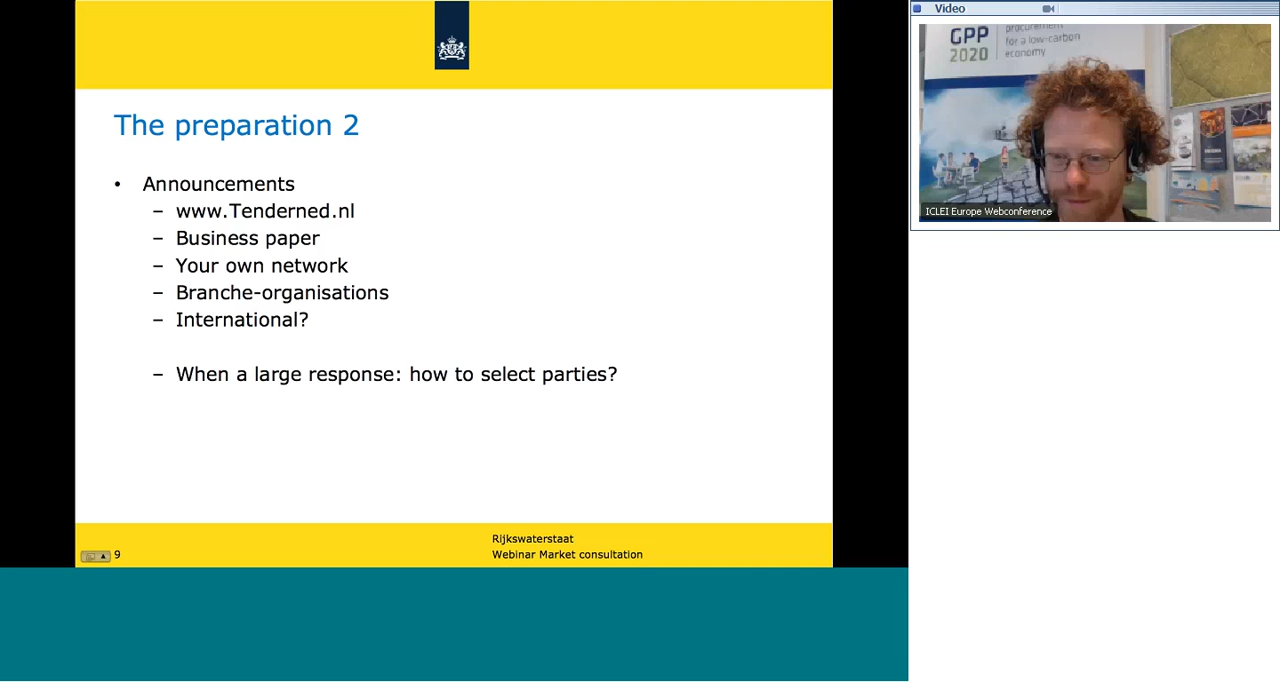 The preparation 2
• Announcements
– www.Tenderned.nl
– Business paper
– Your own network
– Branche-organisations
– International?
– When a large response: how to select parties?
Rijkswaterstaat
Webinar Market consultation
9
Video
GPP
2020
procurement
for a low-carbon
economy
ICLEI Europe Webconference